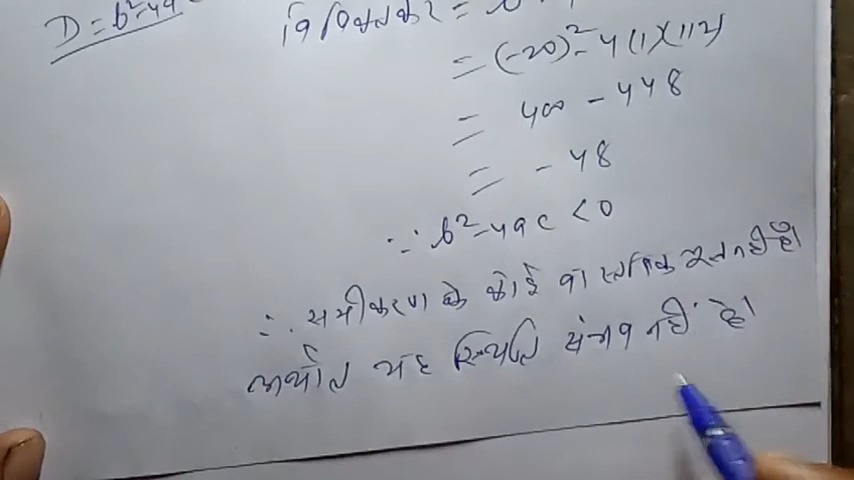 D = b²-4a
विविक्तकर = b
= (-20)² - 4(1)(112)
= 400 - 448
= - 48
∵ b²-4ac < 0
∴ समीकरण के कोई वास्तविक मूल नहीं है।
अर्थात यह स्थिति संभव नहीं है।